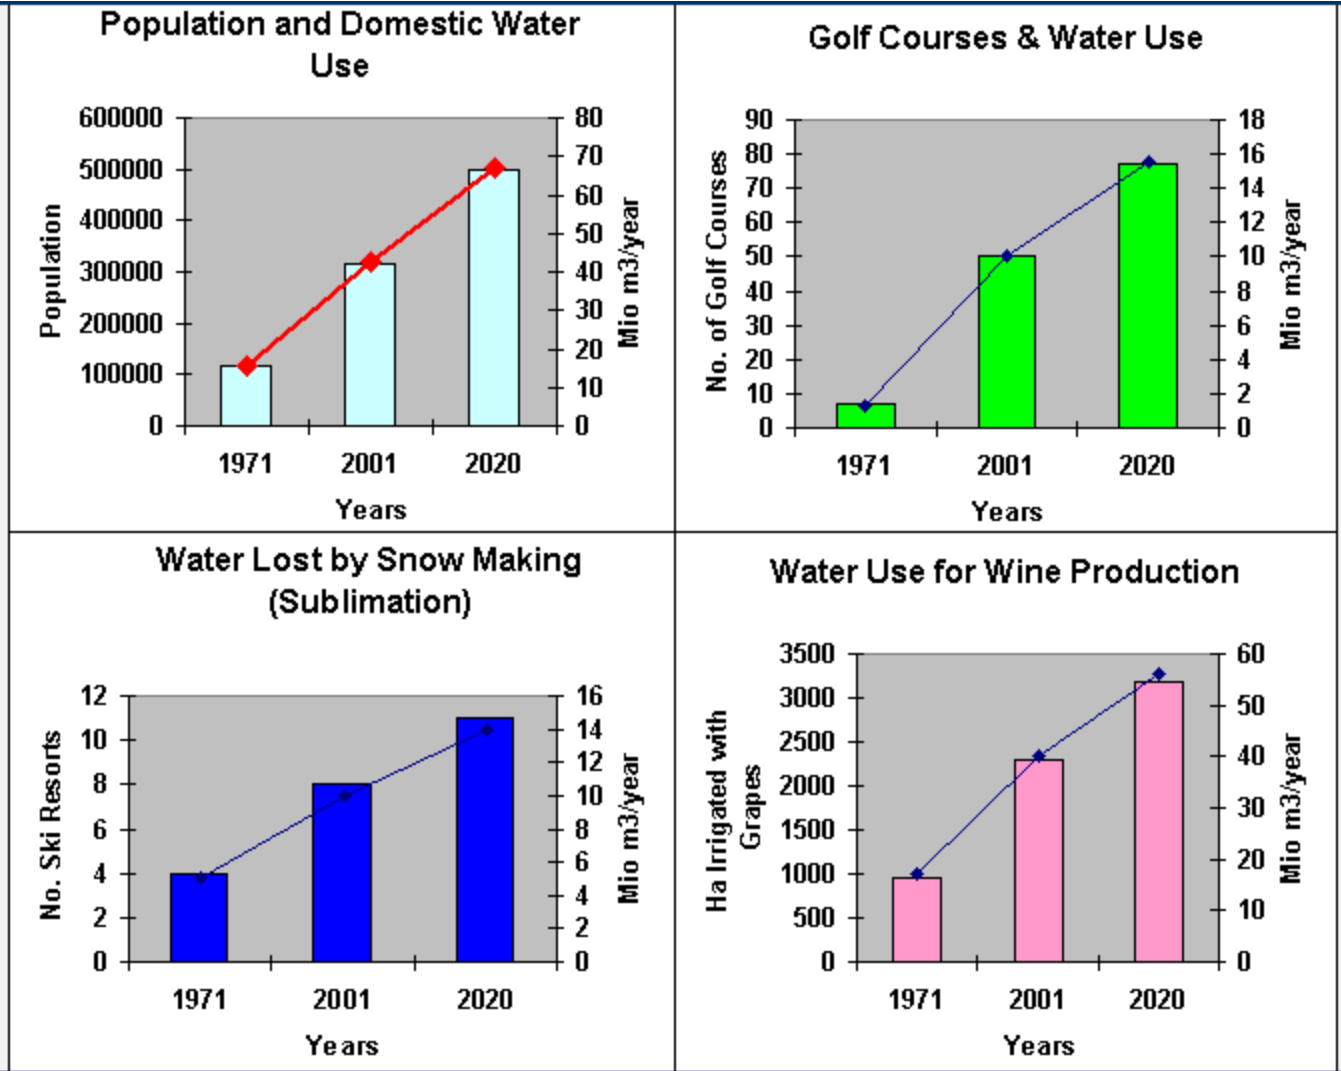 Population and Domestic Water
Use
600000
500000
400000
300000
200000
100000
0
Population
80
70
60
50
40
30
20
10
0
Mio m3/year
1971 2001 2020
Years
Golf Courses & Water Use
90
80
70
60
50
40
30
20
10
0
No. of Golf Courses
18
16
14
12
10
8
6
4
2
0
Mio m3/year
1971 2001 2020
Years
Water Lost by Snow Making
(Sublimation)
12
10
8
6
4
2
0
No. Ski Resorts
16
14
12
10
8
6
4
2
0
Mio m3/year
1971 2001 2020
Years
Water Use for Wine Production
3500
3000
2500
2000
1500
1000
500
0
Ha Irrigated with
Grapes
60
50
40
30
20
10
0
Mio m3/year
1971 2001 2020
Years